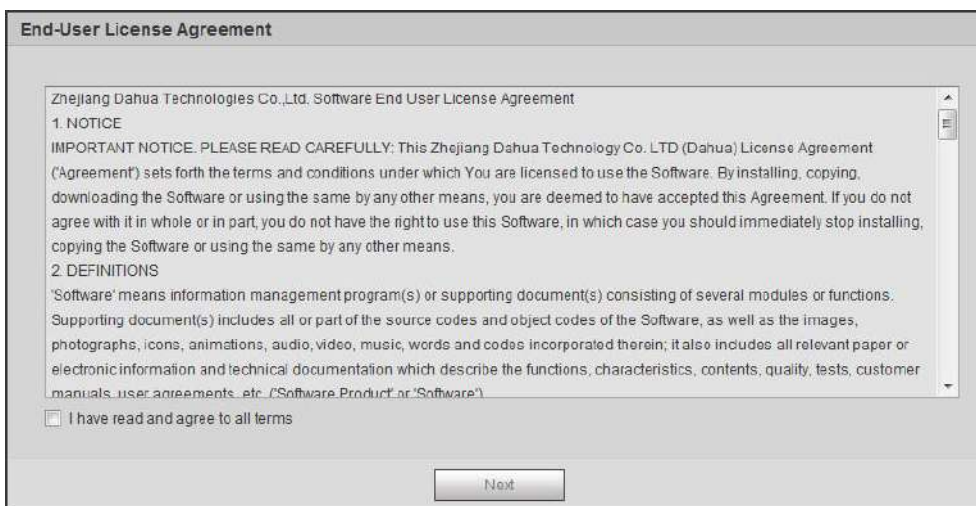 End-User License Agreement
Zhejiang Dahua Technologies Co.,Ltd. Software End User License Agreement
1. NOTICE
IMPORTANT NOTICE. PLEASE READ CAREFULLY: This Zhejiang Dahua Technology Co. LTD (Dahua) License Agreement
('Agreement') sets forth the terms and conditions under which You are licensed to use the Software. By installing, copying,
downloading the Software or using the same by any other means, you are deemed to have accepted this Agreement. If you do not
agree with it in whole or in part, you do not have the right to use this Software, in which case you should immediately stop installing,
copying the Software or using the same by any other means.
2. DEFINITIONS
'Software' means information management program(s) or supporting document(s) consisting of several modules or functions.
Supporting document(s) includes all or part of the source codes and object codes of the Software, as well as the images,
photographs, icons, animations, audio, video, music, words and codes incorporated therein; it also includes all relevant paper or
electronic information and technical documentation which describe the functions, characteristics, contents, quality, tests, customer
manuals, user agreements, etc. ('Software Product' or 'Software')
I have read and agree to all terms
Next